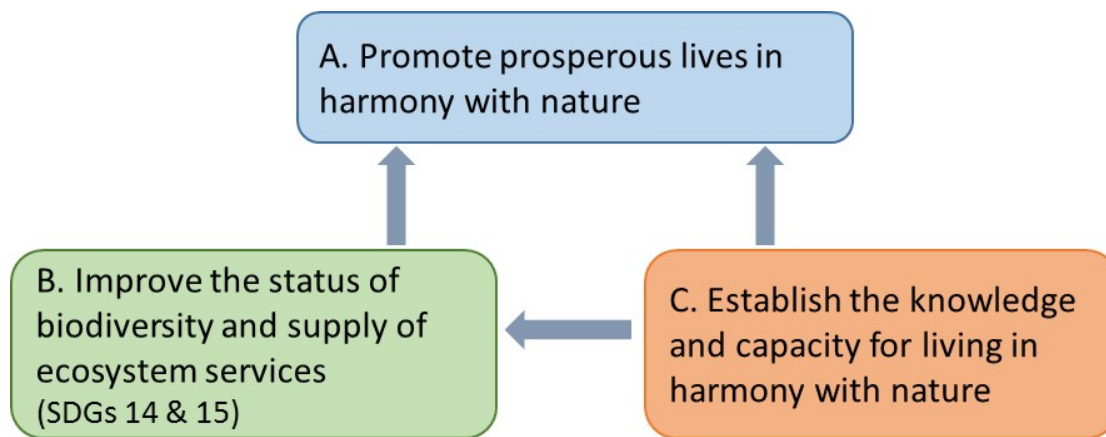 A. Promote prosperous lives in
harmony with nature
B. Improve the status of
biodiversity and supply of
ecosystem services
(SDGs 14 & 15)
C. Establish the knowledge
and capacity for living in
harmony with nature